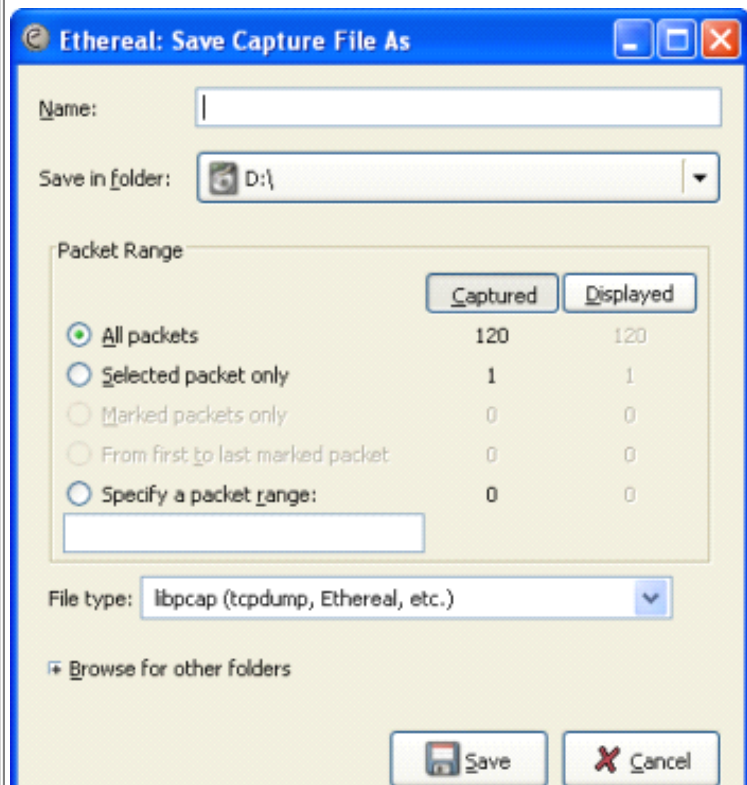 Ethereal: Save Capture File As
Name:
Save in folder: D:\
Packet Range
Captured Displayed
All packets 120 120
Selected packet only 1 1
Marked packets only 0 0
From first to last marked packet 0 0
Specify a packet range: 0 0
File type: libpcap (tcpdump, Ethereal, etc.)
Browse for other folders
Save Cancel